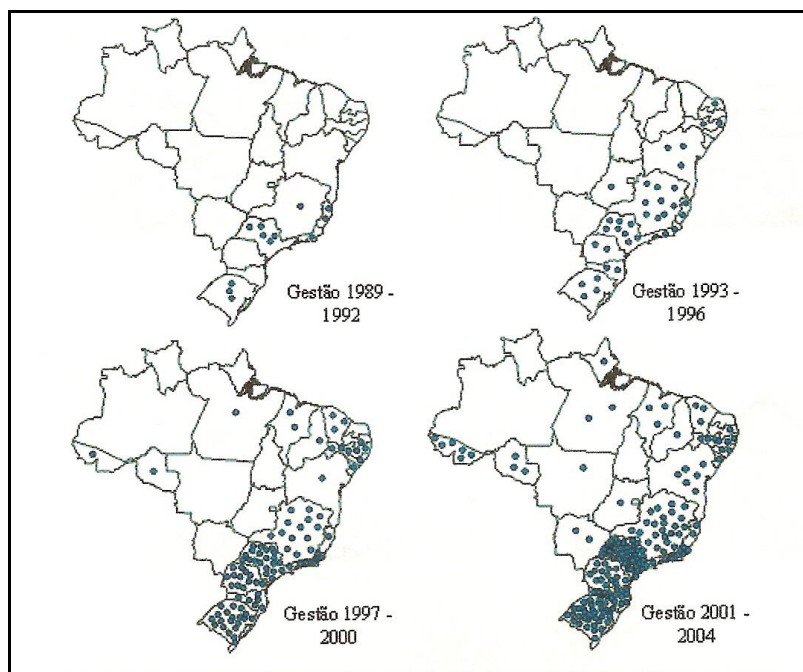 Gestão 1989 -
1992
Gestão 1993 -
1996
Gestão 1997 -
2000
Gestão 2001 -
2004